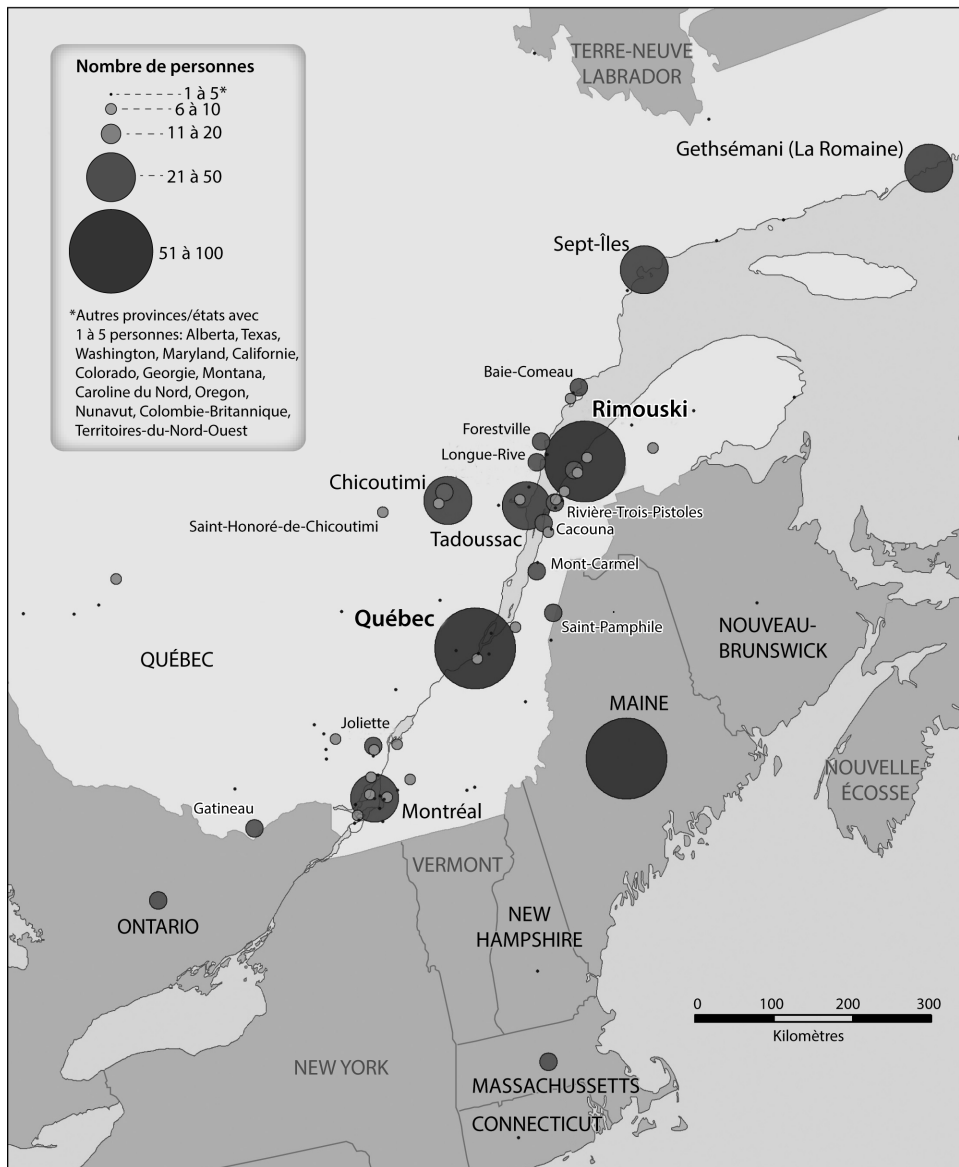 TERRE-NEUVE
LABRADOR
Nombre de personnes
1 à 5*
6 à 10
11 à 20
21 à 50
51 à 100
*Autres provinces/états avec
1 à 5 personnes: Alberta, Texas,
Washington, Maryland, Californie,
Colorado, Georgie, Montana,
Caroline du Nord, Oregon,
Nunavut, Colombie-Britannique,
Territoires-du-Nord-Ouest
Gethsémani (La Romaine)
Sept-Îles
Baie-Comeau
Rimouski
Forestville
Longue-Rive
Chicoutimi
Saint-Honoré-de-Chicoutimi
Rivière-Trois-Pistoles
Cacouna
Tadoussac
Mont-Carmel
Québec
Saint-Pamphile
NOUVEAU-
BRUNSWICK
QUÉBEC
MAINE
Joliette
NOUVELLE-
ÉCOSSE
Gatineau
Montréal
VERMONT
ONTARIO
NEW
HAMPSHIRE
0 100 200 300
Kilomètres
NEW YORK
MASSACHUSSETTS
CONNECTICUT